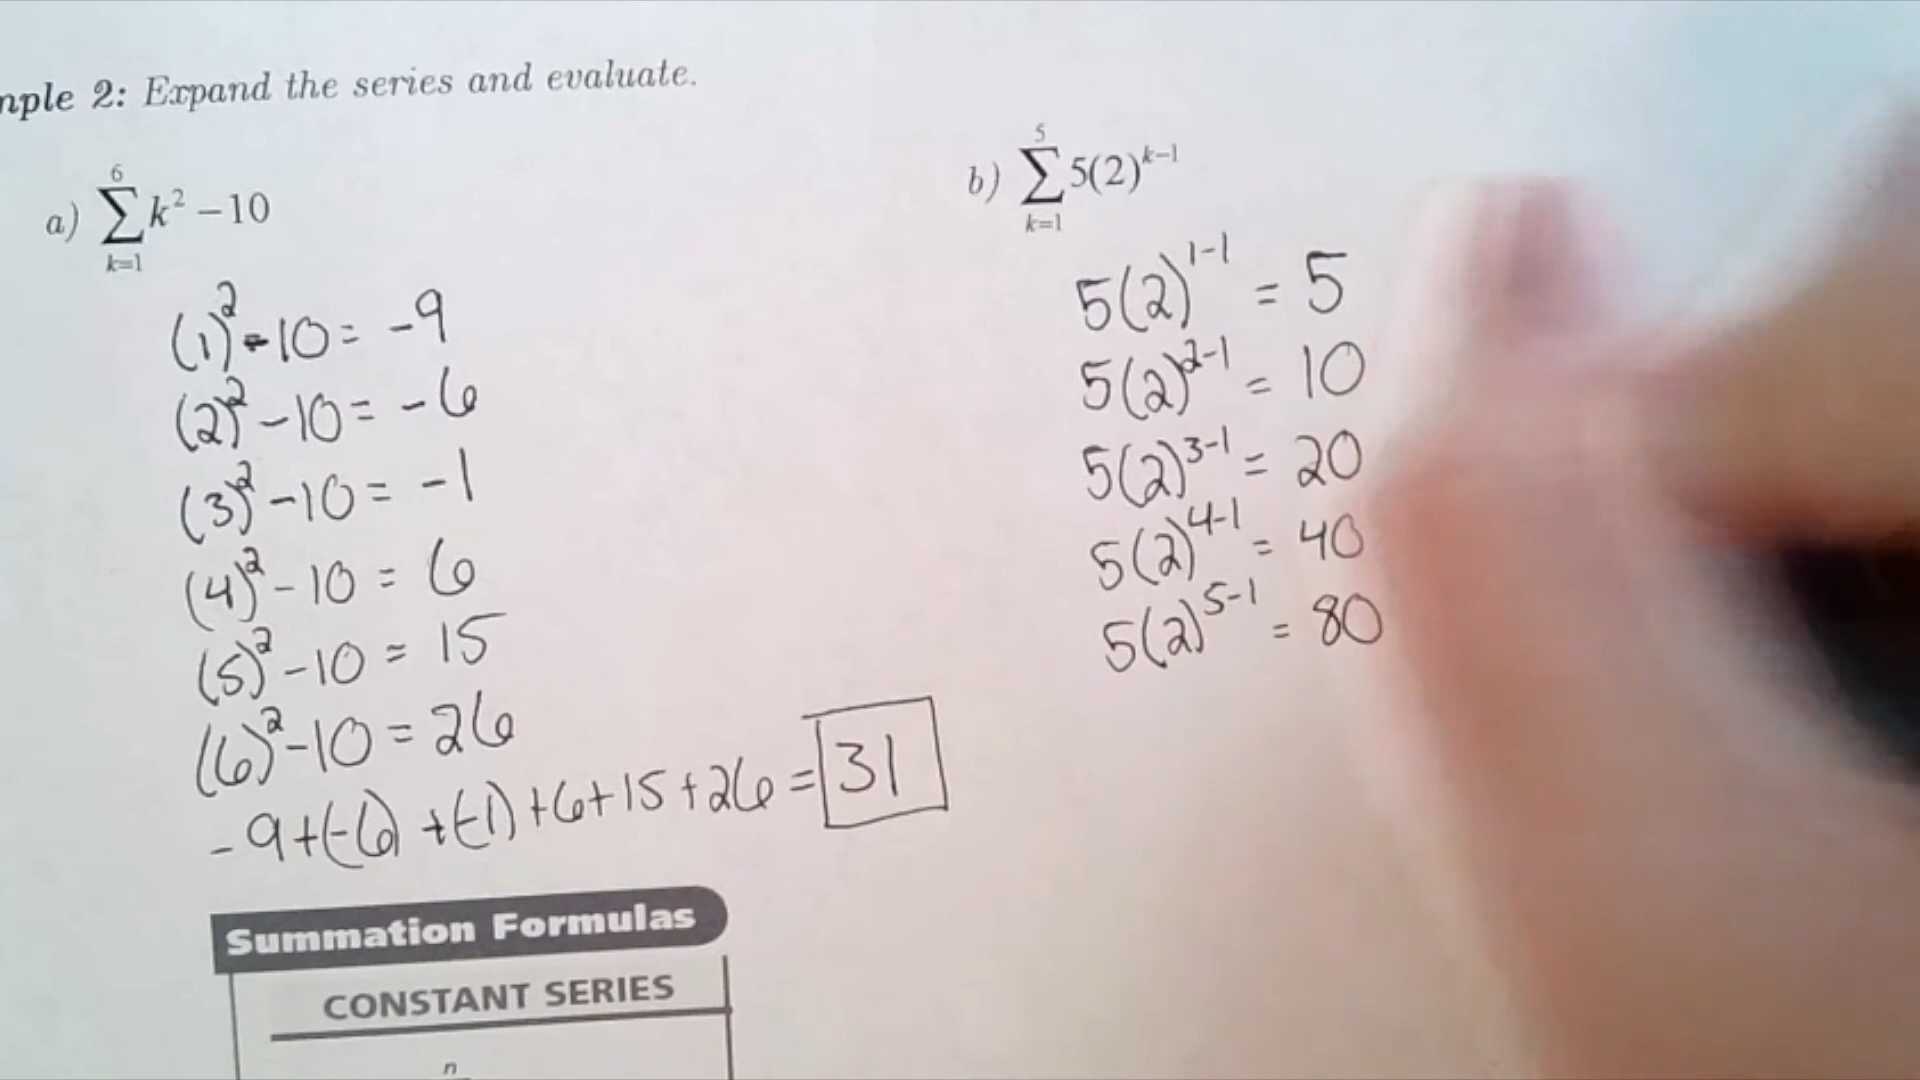 nple 2: Expand the series and evaluate.
a) 6 ∑ k=1 k² – 10
(1)² - 10 = -9
(2)² - 10 = -6
(3)² - 10 = -1
(4)² - 10 = 6
(5)² - 10 = 15
(6)² - 10 = 26
-9+(-6)+(-1)+6+15+26 = 31
b) 5 ∑ k=1 5(2)^{k–1}
5(2)^{1-1} = 5
5(2)^{2-1} = 10
5(2)^{3-1} = 20
5(2)^{4-1} = 40
5(2)^{5-1} = 80
Summation Formulas
CONSTANT SERIES
n